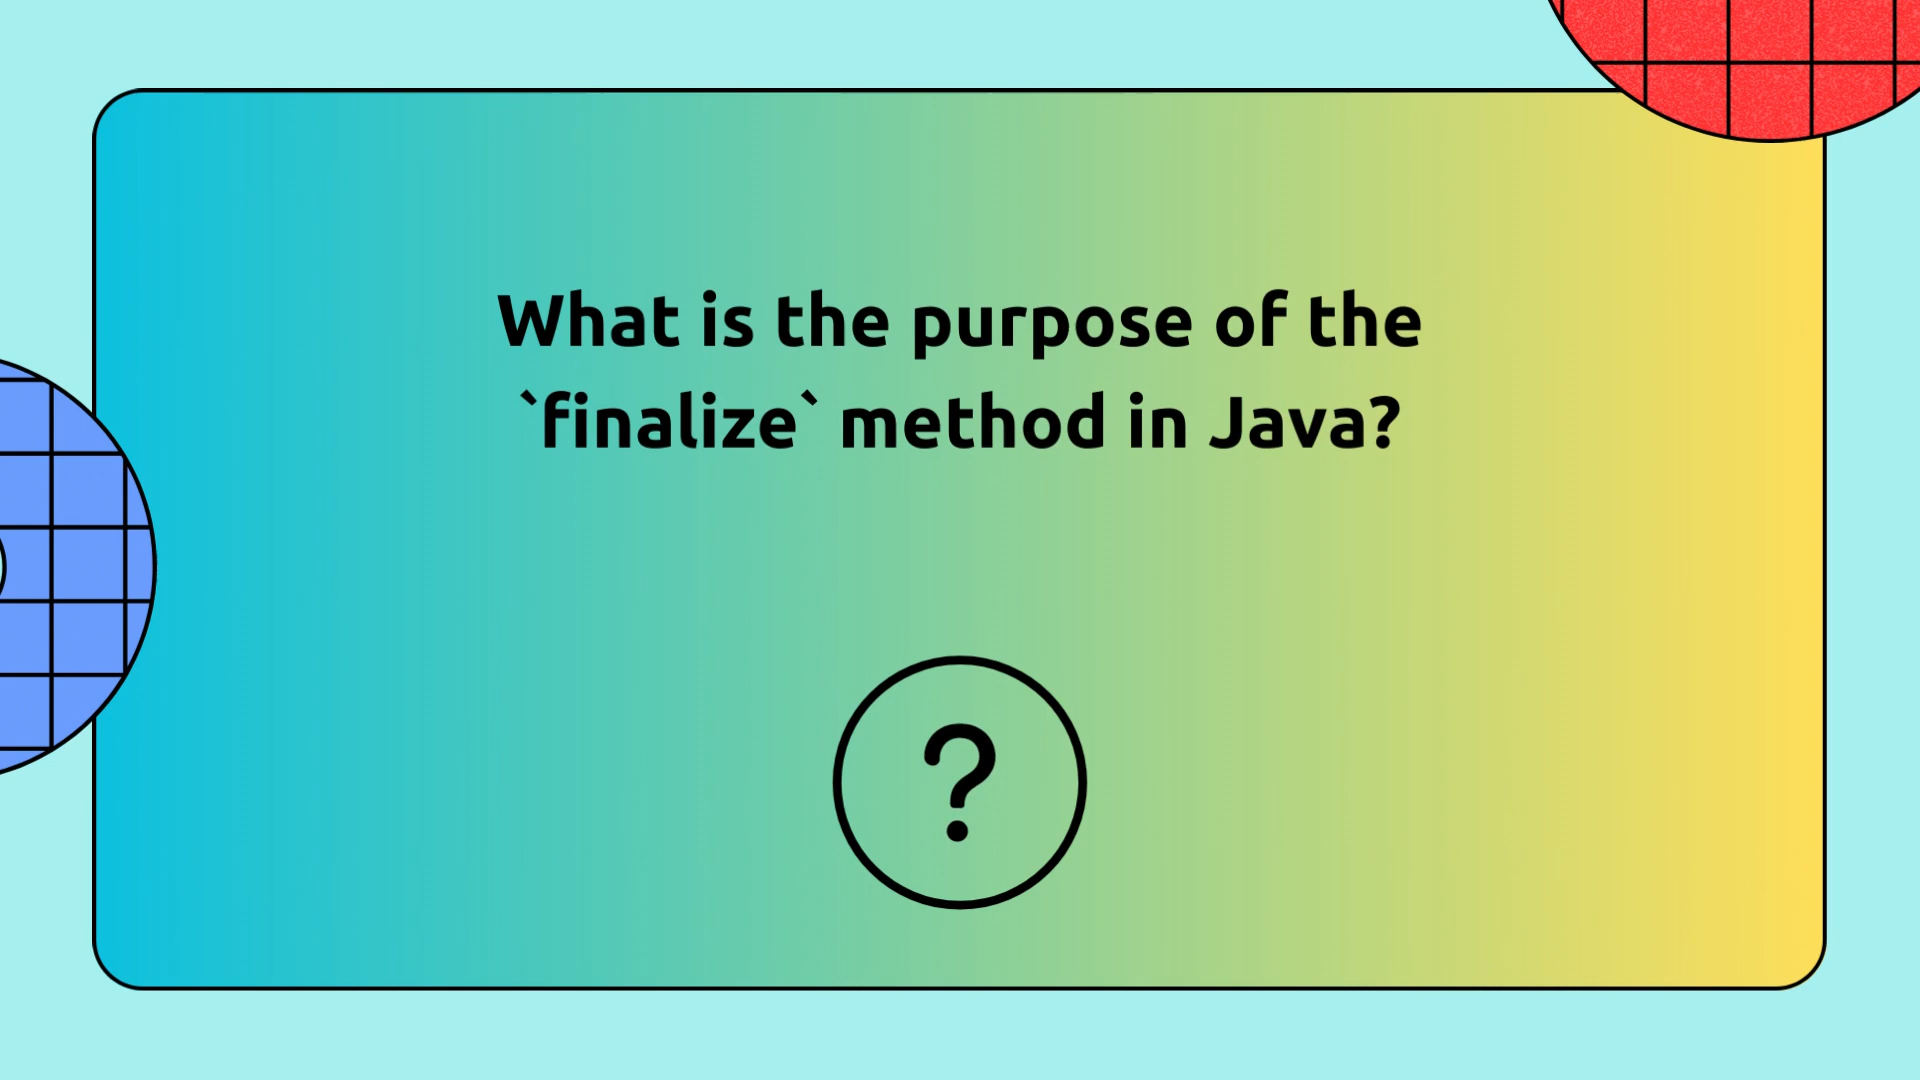 What is the purpose of the
`finalize` method in Java?
?